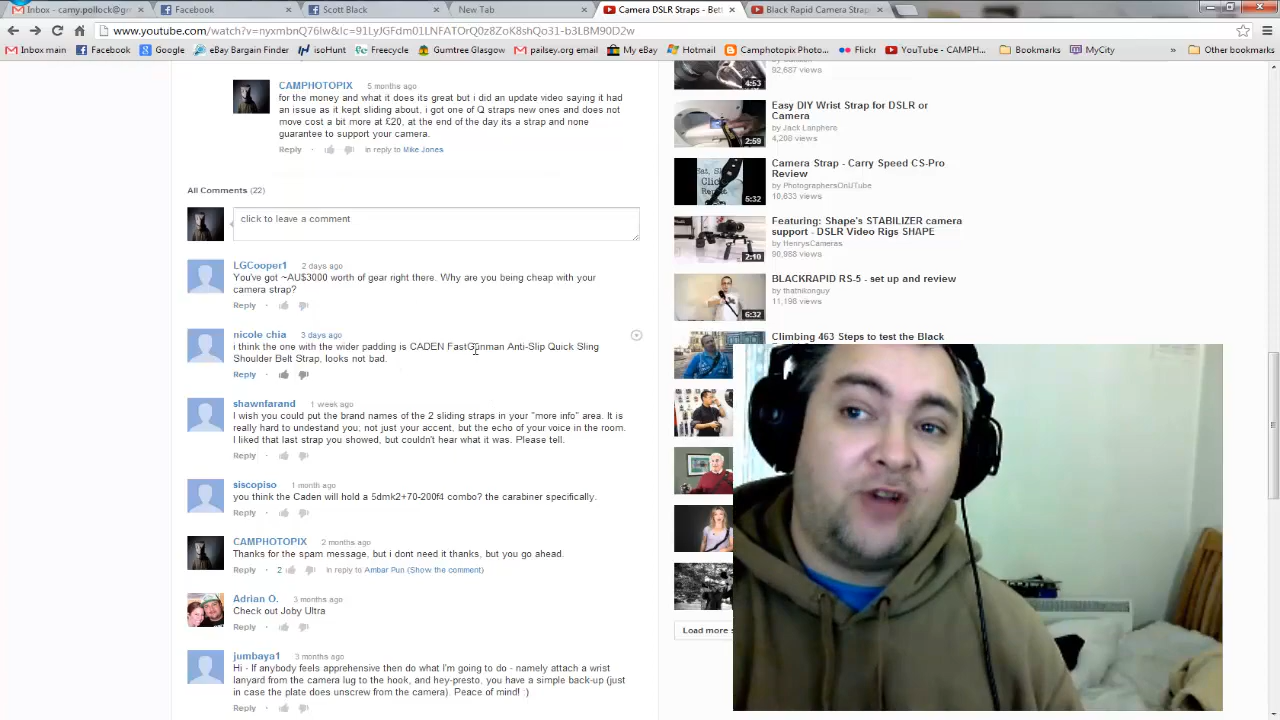 Inbox - camy.pollock@gm
Facebook
Scott Black
New Tab
Camera DSLR Straps - Bett
Black Rapid Camera Strap
Inbox main
Facebook
Google
eBay Bargain Finder
Gumtree Glasgow
isoHunt
Personal email
My eBay
Hotmail
Camphotopix Photogr
Flickr
YouTube - CAMPH
Bookmarks
MyCity
»
Other bookmarks
CAMPHOTOPIX 5 months ago
for the money and what it does its great but i did an update video saying it had
an issue as it kept sliding about. i got one of Q straps new ones and does not
move cost a bit more at £20, at the end of the day its a strap and none
guarantee to support your camera.
Reply · in reply to Mike Jones
All Comments (22)
click to leave a comment
LGCooper1 2 days ago
You've got ~AU$3000 worth of gear right there. Why are you being cheap with your
camera strap?
Reply ·
nicole chia 3 days ago
i think the one with the wider padding is CADEN FastGunman Anti-Slip Quick Sling
Shoulder Belt Strap, looks not bad.
Reply ·
shawnfarand 1 week ago
I wish you could put the brand names of the 2 sliding straps in your "more info" area. It is
really hard to undestand you, not just your accent, but the echo of your voice in the room.
I liked that last strap you showed, but couldn't hear what it was. Please tell.
Reply ·
siscopiso 1 month ago
you think the Caden will hold a 5dmk2+70-200f4 combo? the carabiner specifically.
Reply ·
CAMPHOTOPIX 2 months ago
Thanks for the spam message, but i dont need it thanks, but you go ahead.
Reply · 2 in reply to Ambar Pun (Show the comment)
Adrian O. 3 months ago
Check out Joby Ultra
Reply ·
jumbaya1 3 months ago
Hi - If anybody feels apprehensive then do what I'm going to do - namely attach a wrist
lanyard from the camera lug to the hook, and hey-presto, you have a simple back-up (just
in case the plate does unscrew from the camera). Peace of mind! :)
Reply ·
92,687 views
4:53
Easy DIY Wrist Strap for DSLR or
Camera
by Jack Lanphere
4,208 views
2:59
Camera Strap - Carry Speed CS-Pro
Review
by PhotographersOnUTube
10,633 views
5:32
Featuring: Shape's STABILIZER camera
support - DSLR Video Rigs SHAPE
by HenrysCameras
90,988 views
2:10
BLACKRAPID RS-5 - set up and review
by thatnikonguy
11,198 views
6:32
Climbing 463 Steps to test the Black
Load more s